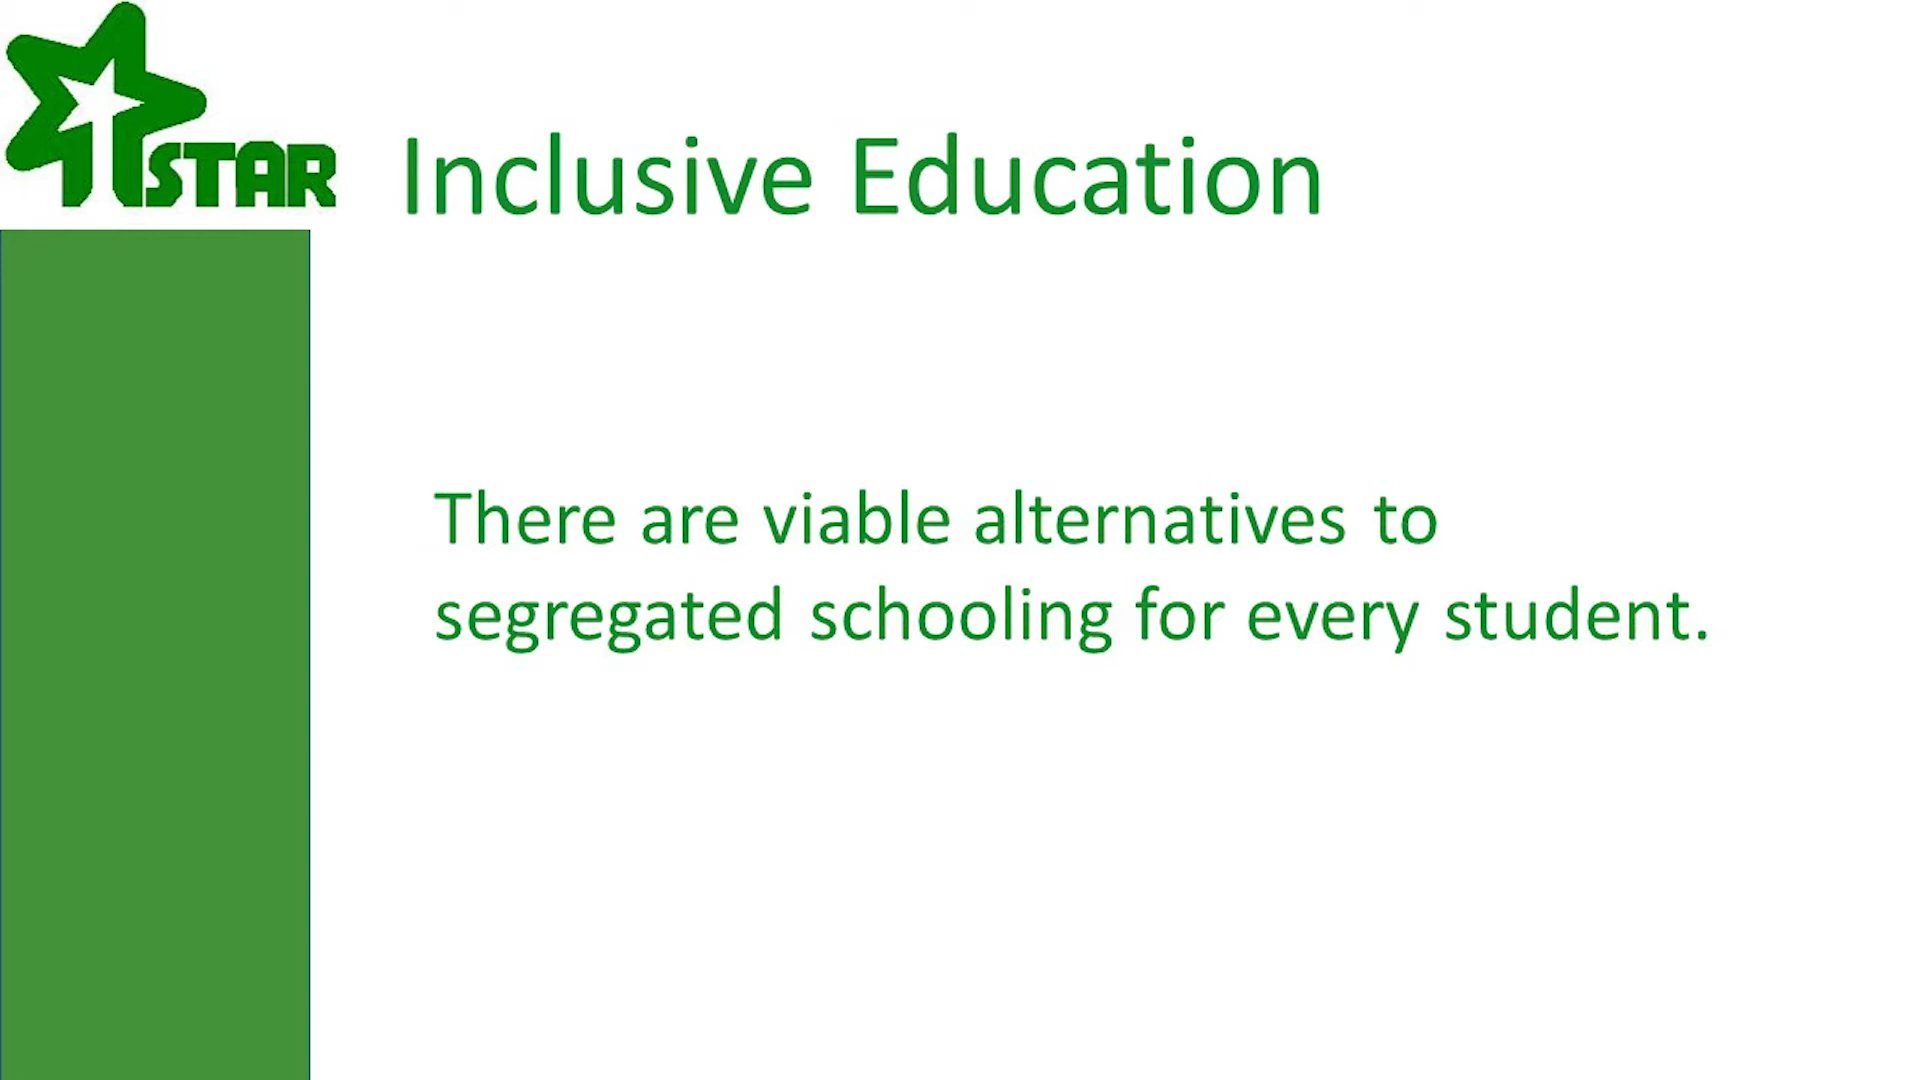 STAR
Inclusive Education
There are viable alternatives to
segregated schooling for every student.